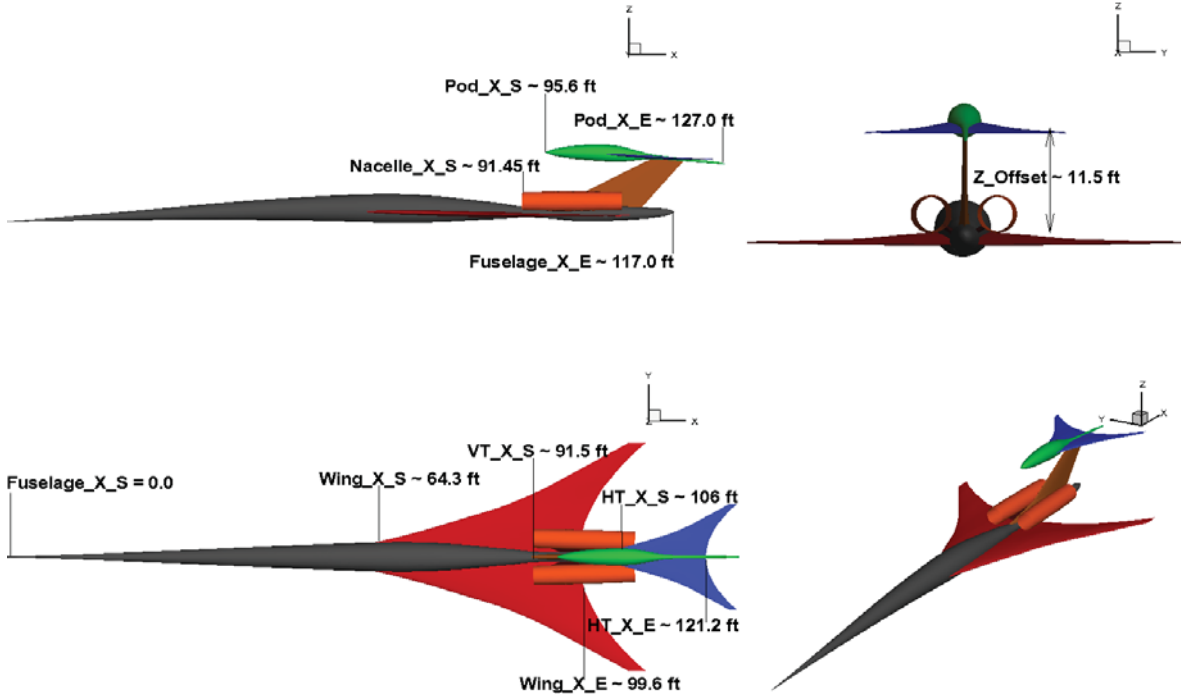 Z
Y
X
Pod_X_S ~ 95.6 ft
Pod_X_E ~ 127.0 ft
Nacelle_X_S ~ 91.45 ft
Fuselage_X_E ~ 117.0 ft
Z
X
Y
Z_Offset ~ 11.5 ft
Y
Z
X
VT_X_S ~ 91.5 ft
Wing_X_S ~ 64.3 ft
Fuselage_X_S = 0.0
HT_X_S ~ 106 ft
HT_X_E ~ 121.2 ft
Wing_X_E ~ 99.6 ft
Z
Y
X